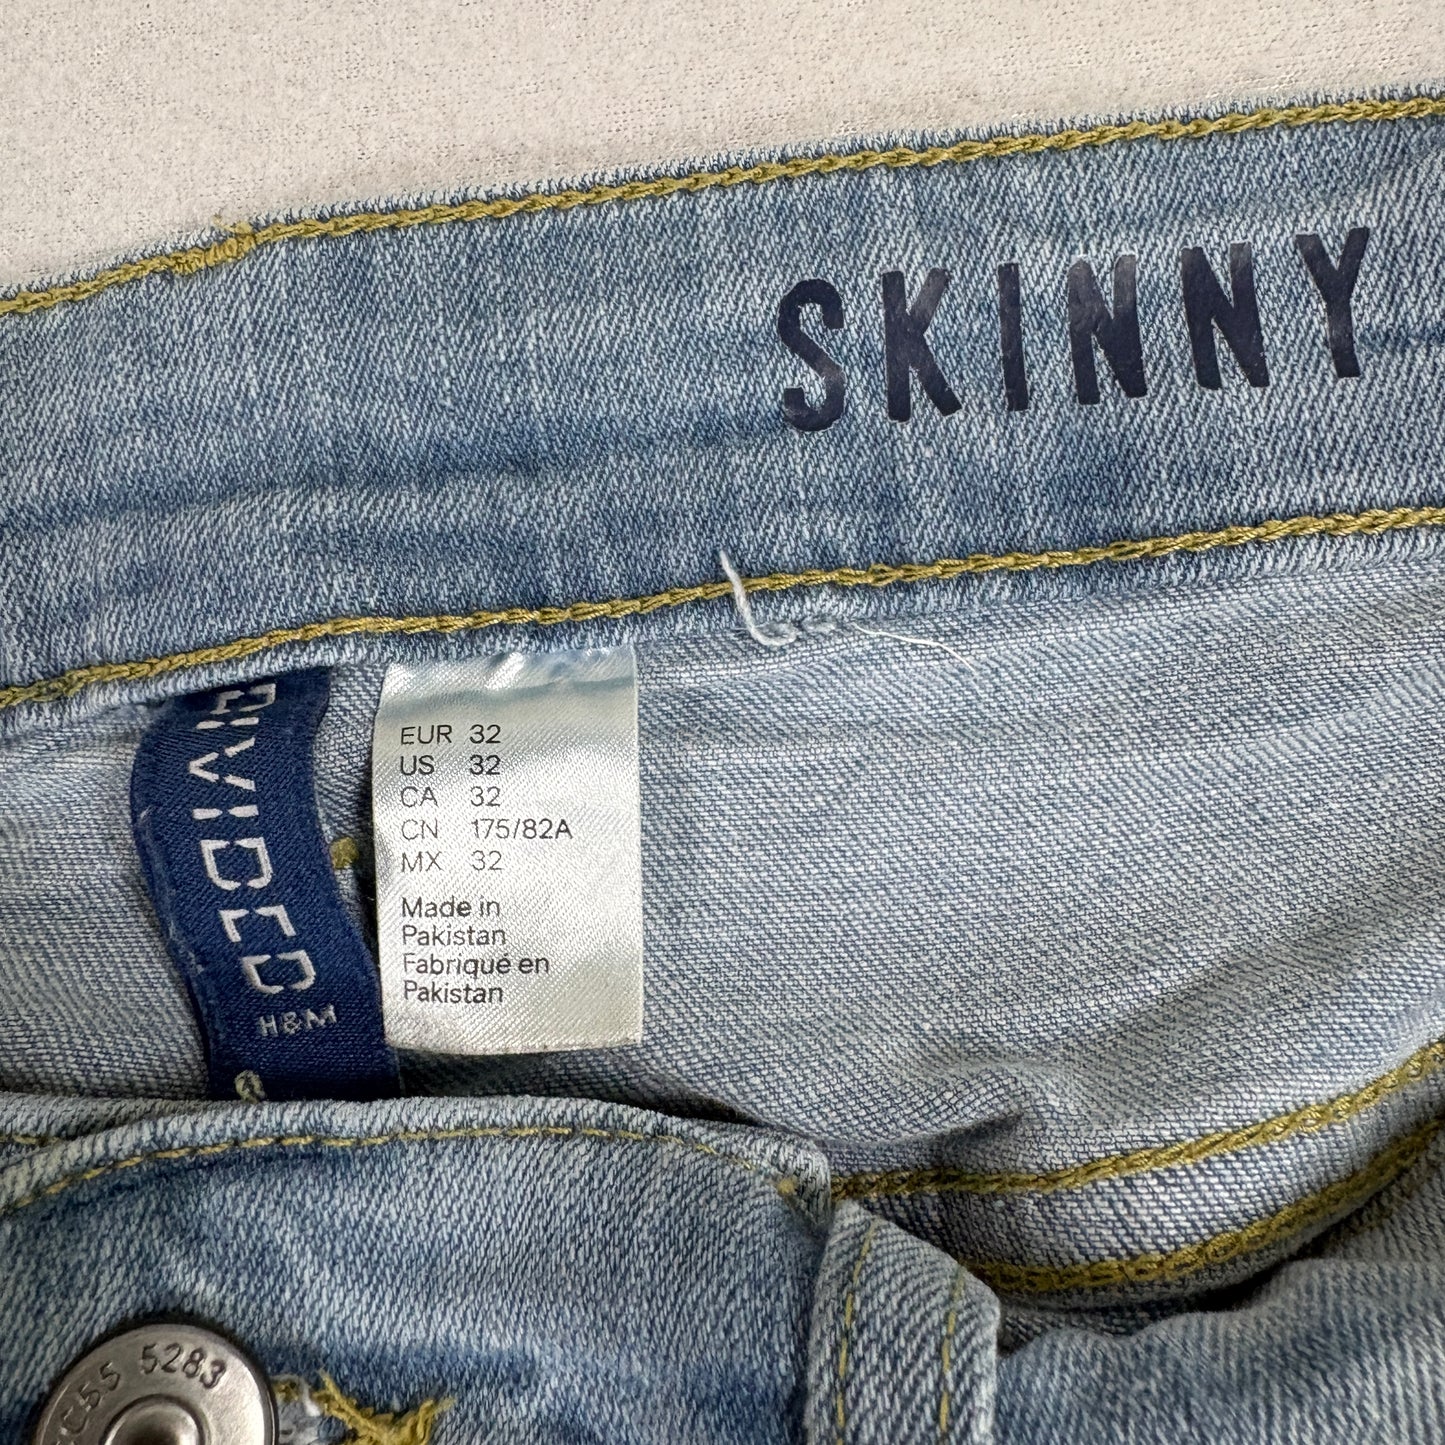 SKINNY
EUR 32
US 32
CA 32
CN 175/82A
MX 32
Made in
Pakistan
Fabriqué en
Pakistan
DIVIDED
H&M
5283